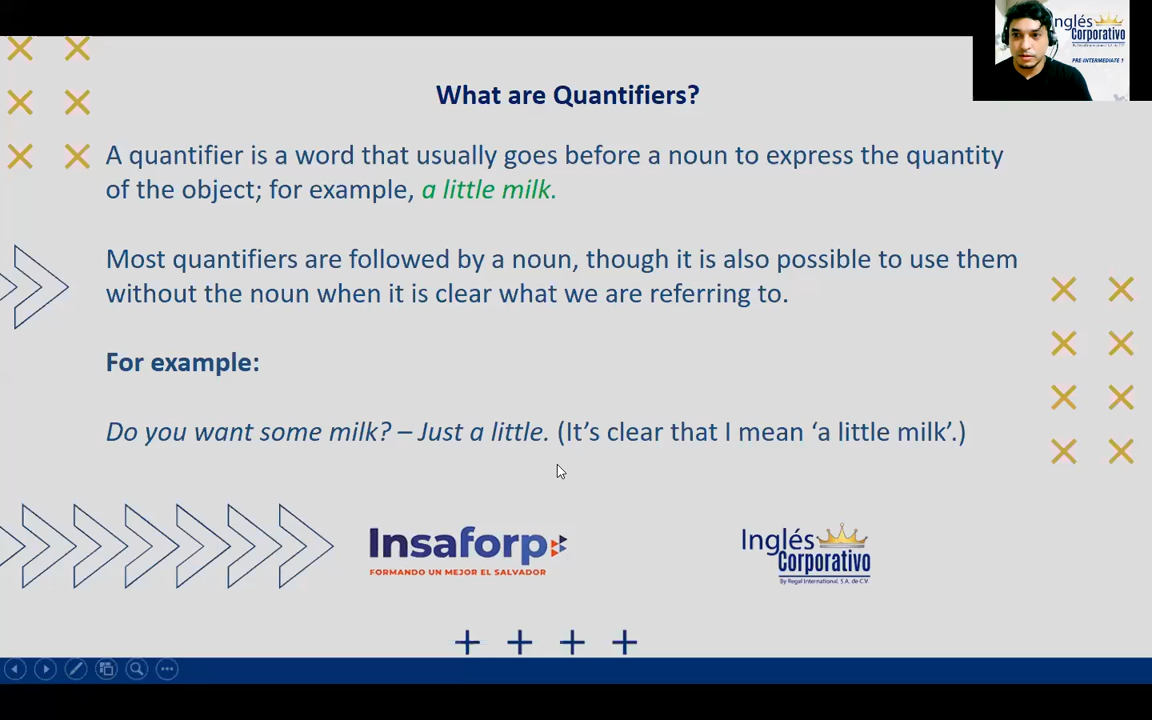 What are Quantifiers?
A quantifier is a word that usually goes before a noun to express the quantity
of the object; for example, a little milk.
Most quantifiers are followed by a noun, though it is also possible to use them
without the noun when it is clear what we are referring to.
For example:
Do you want some milk? – Just a little. (It's clear that I mean 'a little milk'.)
Insaforp
FORMANDO UN MEJOR EL SALVADOR
Inglés
Corporativo
By Regal International, S.A. de C.V.
nglés
Corporativo
PRE-INTERMEDIATE 1